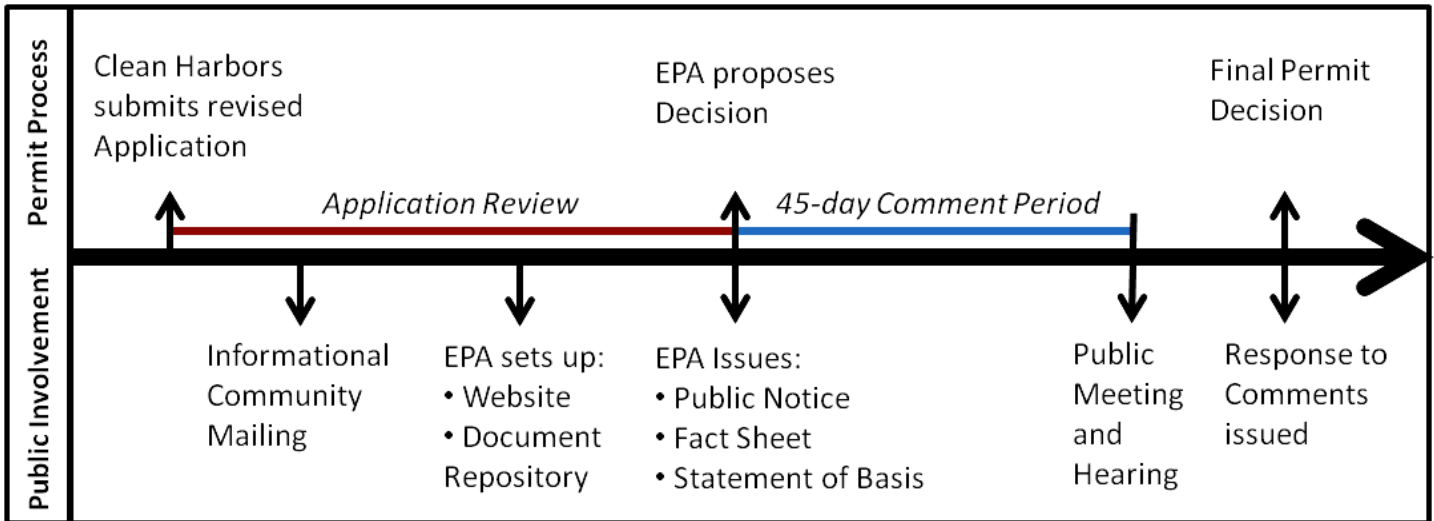 Permit Process
Clean Harbors
submits revised
Application
EPA proposes
Decision
Final Permit
Decision
Application Review
45-day Comment Period
Public Involvement
Informational
Community
Mailing
EPA sets up:
• Website
• Document
Repository
EPA Issues:
• Public Notice
• Fact Sheet
• Statement of Basis
Public
Meeting
and
Hearing
Response to
Comments
issued